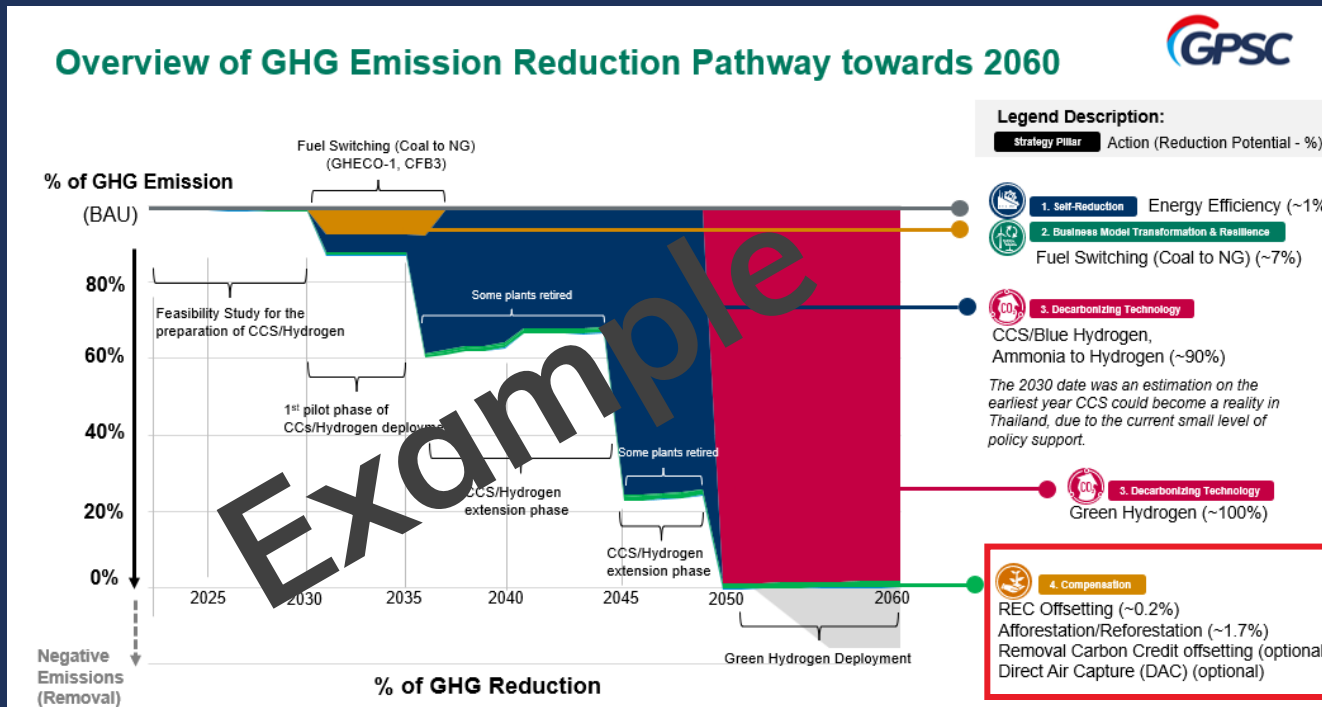 GPSC
Overview of GHG Emission Reduction Pathway towards 2060
Legend Description:
Strategy Pillar Action (Reduction Potential - %)
Fuel Switching (Coal to NG)
(GHECO-1, CFB3)
% of GHG Emission
(BAU)
80%
60%
40%
20%
0%
Negative
Emissions
(Removal)
Feasibility Study for the
preparation of CCS/Hydrogen
1st pilot phase of
CCs/Hydrogen deployme
Some plants retired
CCS/Hydrogen
extension phase
Some plants retired
CCS/Hydrogen
extension phase
2025
2030
2035
2040
2045
2050
2060
Green Hydrogen Deployment
% of GHG Reduction
1. Self-Reduction Energy Efficiency (~1%
2. Business Model Transformation & Resilience
Fuel Switching (Coal to NG) (~7%)
CO2
3. Decarbonizing Technology
CCS/Blue Hydrogen,
Ammonia to Hydrogen (~90%)
The 2030 date was an estimation on the
earliest year CCS could become a reality in
Thailand, due to the current small level of
policy support.
CO2
3. Decarbonizing Technology
Green Hydrogen (~100%)
4. Compensation
REC Offsetting (~0.2%)
Afforestation/Reforestation (~1.7%)
Removal Carbon Credit offsetting (optional
Direct Air Capture (DAC) (optional)
Example